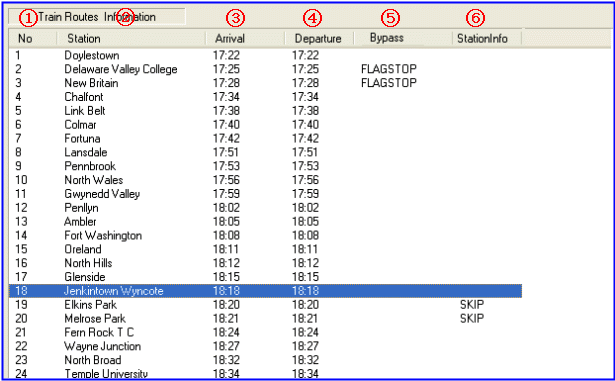 ① Train Routes Information ② ③ ④ ⑤ ⑥
No Station Arrival Departure Bypass StationInfo
1 Doylestown 17:22 17:22
2 Delaware Valley College 17:25 17:25 FLAGSTOP
3 New Britain 17:28 17:28 FLAGSTOP
4 Chalfont 17:34 17:34
5 Link Belt 17:38 17:38
6 Colmar 17:40 17:40
7 Fortuna 17:42 17:42
8 Lansdale 17:51 17:51
9 Pennbrook 17:53 17:53
10 North Wales 17:56 17:56
11 Gwynedd Valley 17:59 17:59
12 Penllyn 18:02 18:02
13 Ambler 18:05 18:05
14 Fort Washington 18:08 18:08
15 Oreland 18:11 18:11
16 North Hills 18:12 18:12
17 Glenside 18:15 18:15
18 Jenkintown Wyncote 18:18 18:18
19 Elkins Park 18:20 18:20 SKIP
20 Melrose Park 18:21 18:21 SKIP
21 Fern Rock T C 18:24 18:24
22 Wayne Junction 18:27 18:27
23 North Broad 18:32 18:32
24 Temple University 18:34 18:34